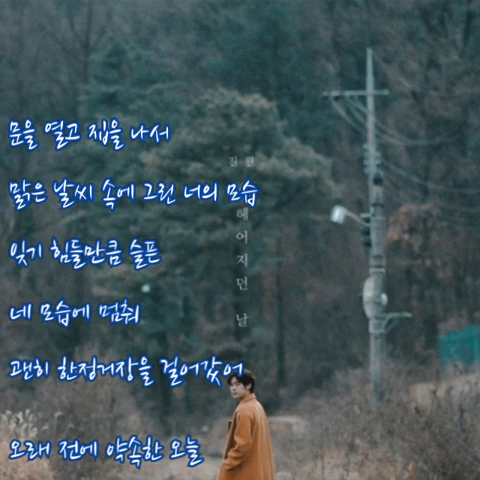 문을 열고 집을 나서
맑은 날씨 속에 그린 너의 모습
잊기 힘들만큼 슬픈
네 모습에 멈춰
괜히 한정거장을 걸어갔어
오래 전에 약속한 오늘
헤어지던 날